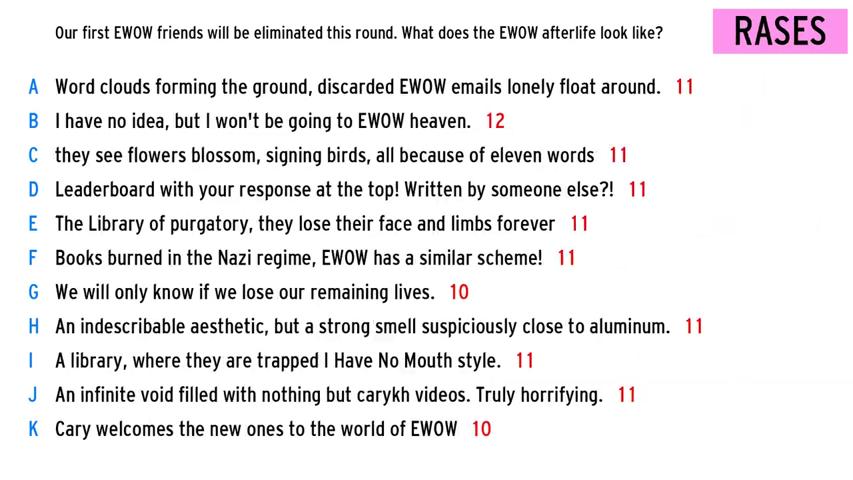 Our first EWOW friends will be eliminated this round. What does the EWOW afterlife look like?
RASES
A Word clouds forming the ground, discarded EWOW emails lonely float around. 11
B I have no idea, but I won't be going to EWOW heaven. 12
C they see flowers blossom, signing birds, all because of eleven words 11
D Leaderboard with your response at the top! Written by someone else?! 11
E The Library of purgatory, they lose their face and limbs forever 11
F Books burned in the Nazi regime, EWOW has a similar scheme! 11
G We will only know if we lose our remaining lives. 10
H An indescribable aesthetic, but a strong smell suspiciously close to aluminum. 11
I A library, where they are trapped I Have No Mouth style. 11
J An infinite void filled with nothing but carykh videos. Truly horrifying. 11
K Cary welcomes the new ones to the world of EWOW 10